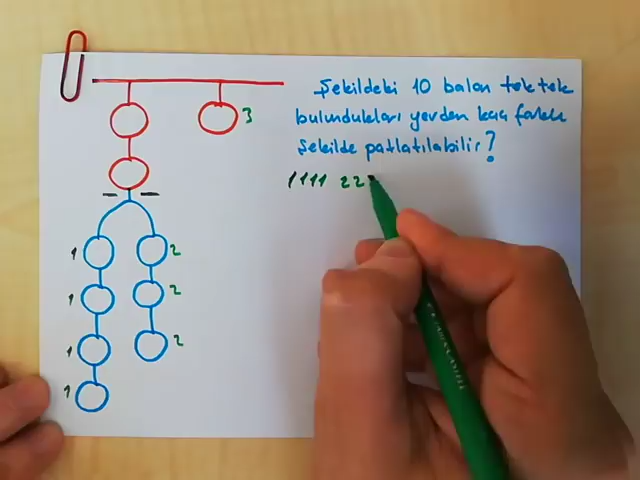 Şekildeki 10 balon tek tek
bulundukları yerden kaç farklı
şekilde patlatılabilir?
1111 22
3
1 2
1 2
1 2
1